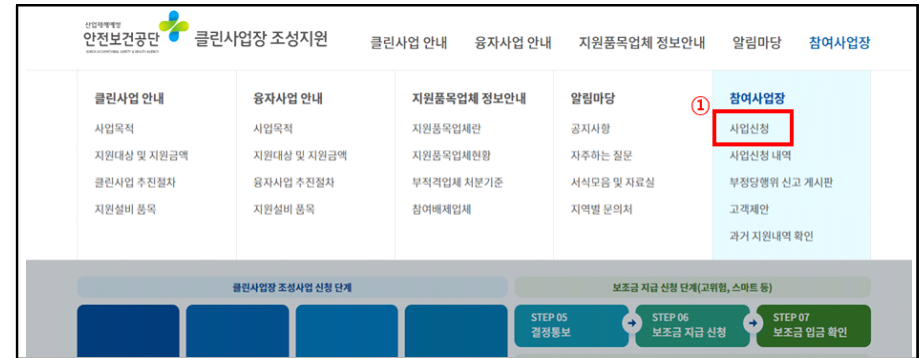 산업재해예방
안전보건공단 클린사업장 조성지원
클린사업 안내 융자사업 안내 지원품목업체 정보안내 알림마당 참여사업장
클린사업 안내
사업목적
지원대상 및 지원금액
클린사업 추진절차
지원설비 품목
융자사업 안내
사업목적
지원대상 및 지원금액
융자사업 추진절차
지원설비 품목
지원품목업체 정보안내
지원품목업체란
지원품목업체현황
부적격업체 처분기준
참여배제업체
알림마당
공지사항
자주하는 질문
서식모음 및 자료실
지역별 문의처
참여사업장
①
사업신청
사업신청 내역
부정당행위 신고 게시판
고객제안
과거 지원내역 확인
클린사업장 조성사업 신청 단계
보조금 지급 신청 단계(고위험, 스마트 등)
STEP 05
결정통보
STEP 06
보조금 지급 신청
STEP 07
보조금 입금 확인